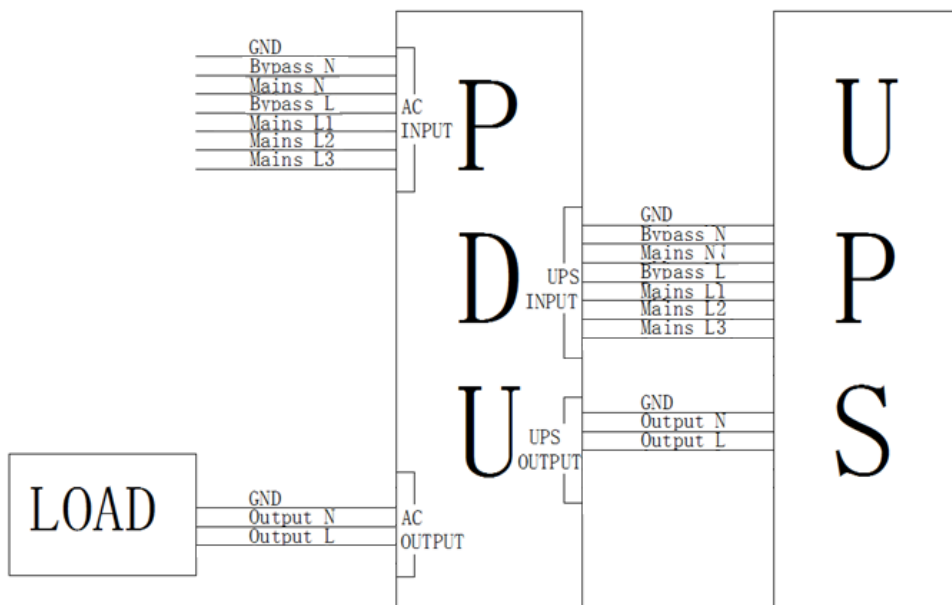 GND
Bypass N
Mains N
Bypass L
Mains L1
Mains L2
Mains L3
AC
INPUT
P
D
U
U
P
S
GND
Bypass N
Mains N
Bypass L
Mains L1
Mains L2
Mains L3
UPS
INPUT
GND
Output N
Output L
UPS
OUTPUT
LOAD
GND
Output N
Output L
AC
OUTPUT